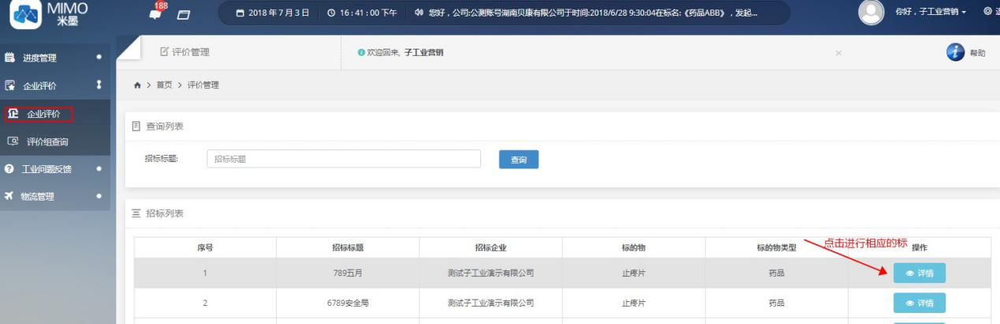 MIMO
米墨
188
2018年7月3日
16:41:00下午
您好，公司:公测账号湖南贝康有限公司于时间:2018/6/28 9:30:04在标名:《药品ABB》，发起...
你好，子工业营销
进度管理
企业评价
企业评价
评价组查询
工业问题反馈
物流管理
评价管理
欢迎回来, 子工业营销
×
帮助
首页 > 评价管理
查询列表
招标标题:
招标标题
查询
招标列表
序号 招标标题 招标企业 标的物 标的物类型 操作
点击进行相应的标
1 789五月 测试子工业演示有限公司 止疼片 药品 详情
2 6789安全局 测试子工业演示有限公司 止疼片 药品 详情